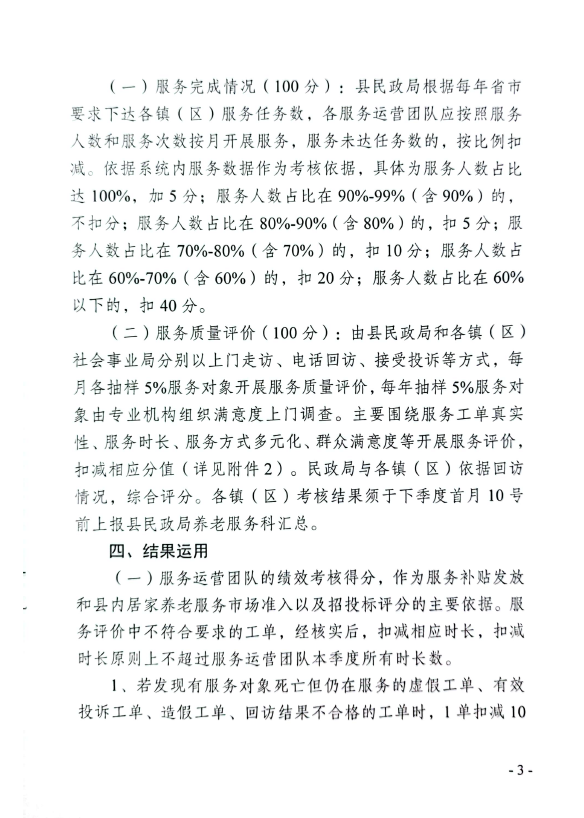 （一）服务完成情况（100 分）：县民政局根据每年省市
要求下达各镇（区）服务任务数，各服务运营团队应按照服务
人数和服务次数按月开展服务，服务未达任务数的，按比例扣
减。依据系统内服务数据作为考核依据，具体为服务人数占比
达 100%，加 5 分；服务人数占比在 90%-99%（含 90%）的，
不扣分；服务人数占比在 80%-90%（含 80%）的，扣 5 分；服
务人数占比在 70%-80%（含 70%）的，扣 10 分；服务人数占
比在 60%-70%（含 60%）的，扣 20 分；服务人数占比在 60%
以下的，扣 40 分。
（二）服务质量评价（100 分）：由县民政局和各镇（区）
社会事业局分别以上门走访、电话回访、接受投诉等方式，每
月各抽样 5%服务对象开展服务质量评价，每年抽样 5%服务对
象由专业机构组织满意度上门调查。主要围绕服务工单真实
性、服务时长、服务方式多元化、群众满意度等开展服务评价，
扣减相应分值（详见附件 2）。民政局与各镇（区）依据回访
情况，综合评分。各镇（区）考核结果须于下季度首月 10 号
前上报县民政局养老服务科汇总。
四、结果运用
（一）服务运营团队的绩效考核得分，作为服务补贴发放
和县内居家养老服务市场准入以及招投标评分的主要依据。服
务评价中不符合要求的工单，经核实后，扣减相应时长，扣减
时长原则上不超过服务运营团队本季度所有时长数。
1、若发现有服务对象死亡但仍在服务的虚假工单、有效
投诉工单、造假工单、回访结果不合格的工单时，1 单扣减 10
- 3 -